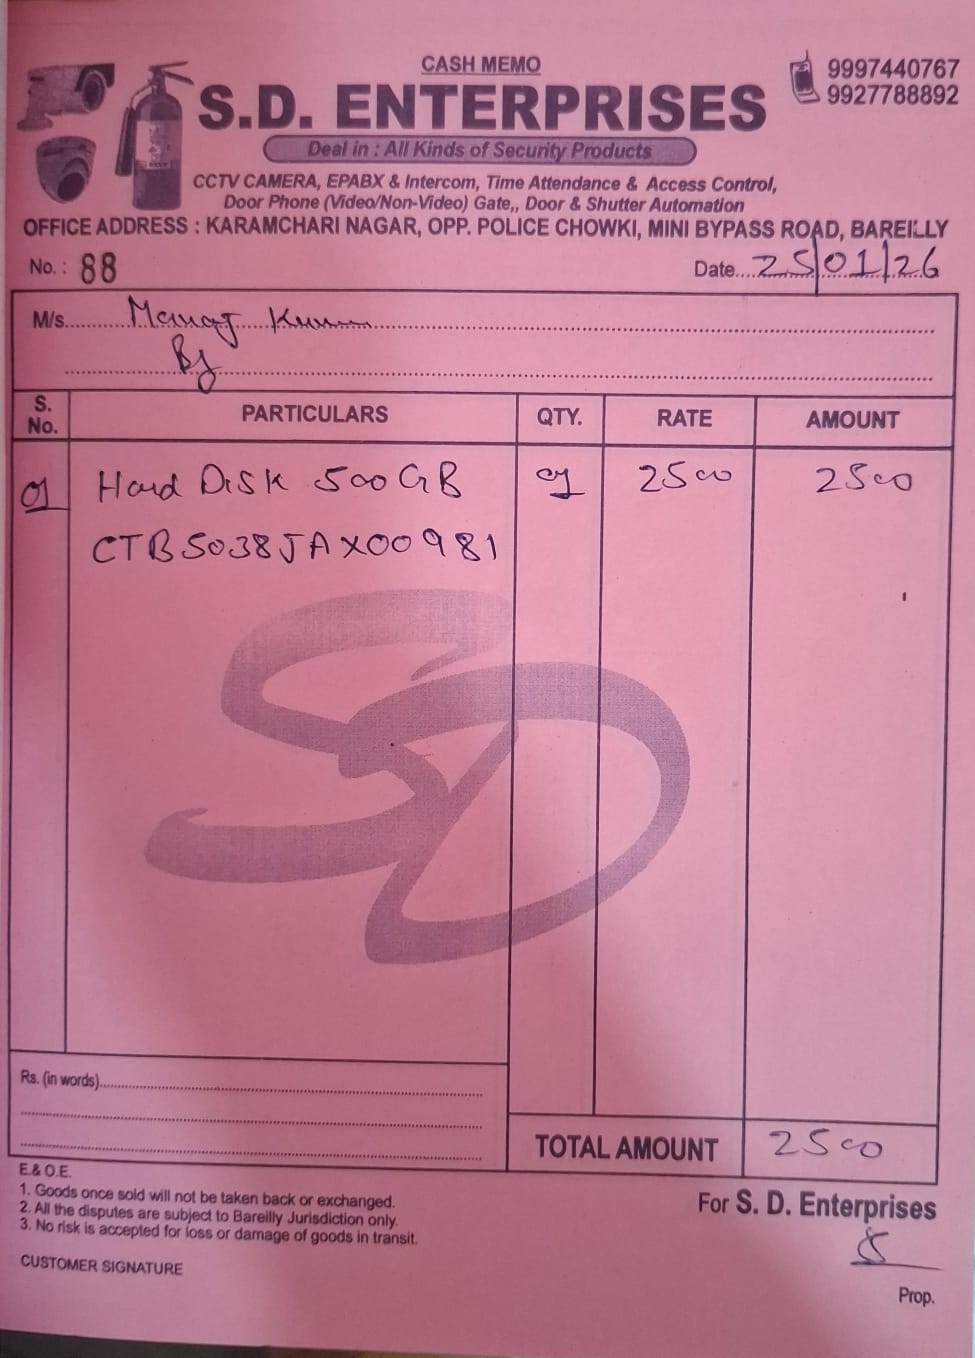 CASH MEMO
9997440767
9927788892
S.D. ENTERPRISES
Deal in : All Kinds of Security Products
CCTV CAMERA, EPABX & Intercom, Time Attendance & Access Control,
Door Phone (Video/Non-Video) Gate,, Door & Shutter Automation
OFFICE ADDRESS : KARAMCHARI NAGAR, OPP. POLICE CHOWKI, MINI BYPASS ROAD, BAREILLY
No. : 88 Date....25/01/26
M/s. Manoj Kumar
By
S. No. PARTICULARS QTY. RATE AMOUNT
01 Hard Disk 500GB 01 2500 2500
CTB5038JAX00981
SD
Rs. (in words)
TOTAL AMOUNT 2500
E.& O.E.
1. Goods once sold will not be taken back or exchanged.
2. All the disputes are subject to Bareilly Jurisdiction only.
3. No risk is accepted for loss or damage of goods in transit.
For S. D. Enterprises
CUSTOMER SIGNATURE
Prop.